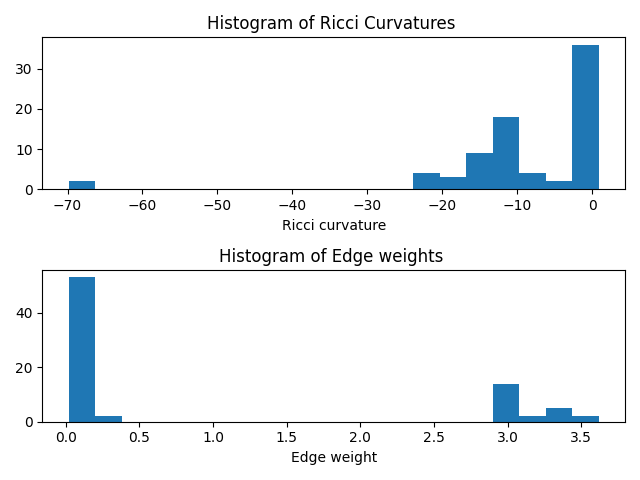 Histogram of Ricci Curvatures
30
20
10
0
−70 −60 −50 −40 −30 −20 −10 0
Ricci curvature
Histogram of Edge weights
40
20
0
0.0 0.5 1.0 1.5 2.0 2.5 3.0 3.5
Edge weight